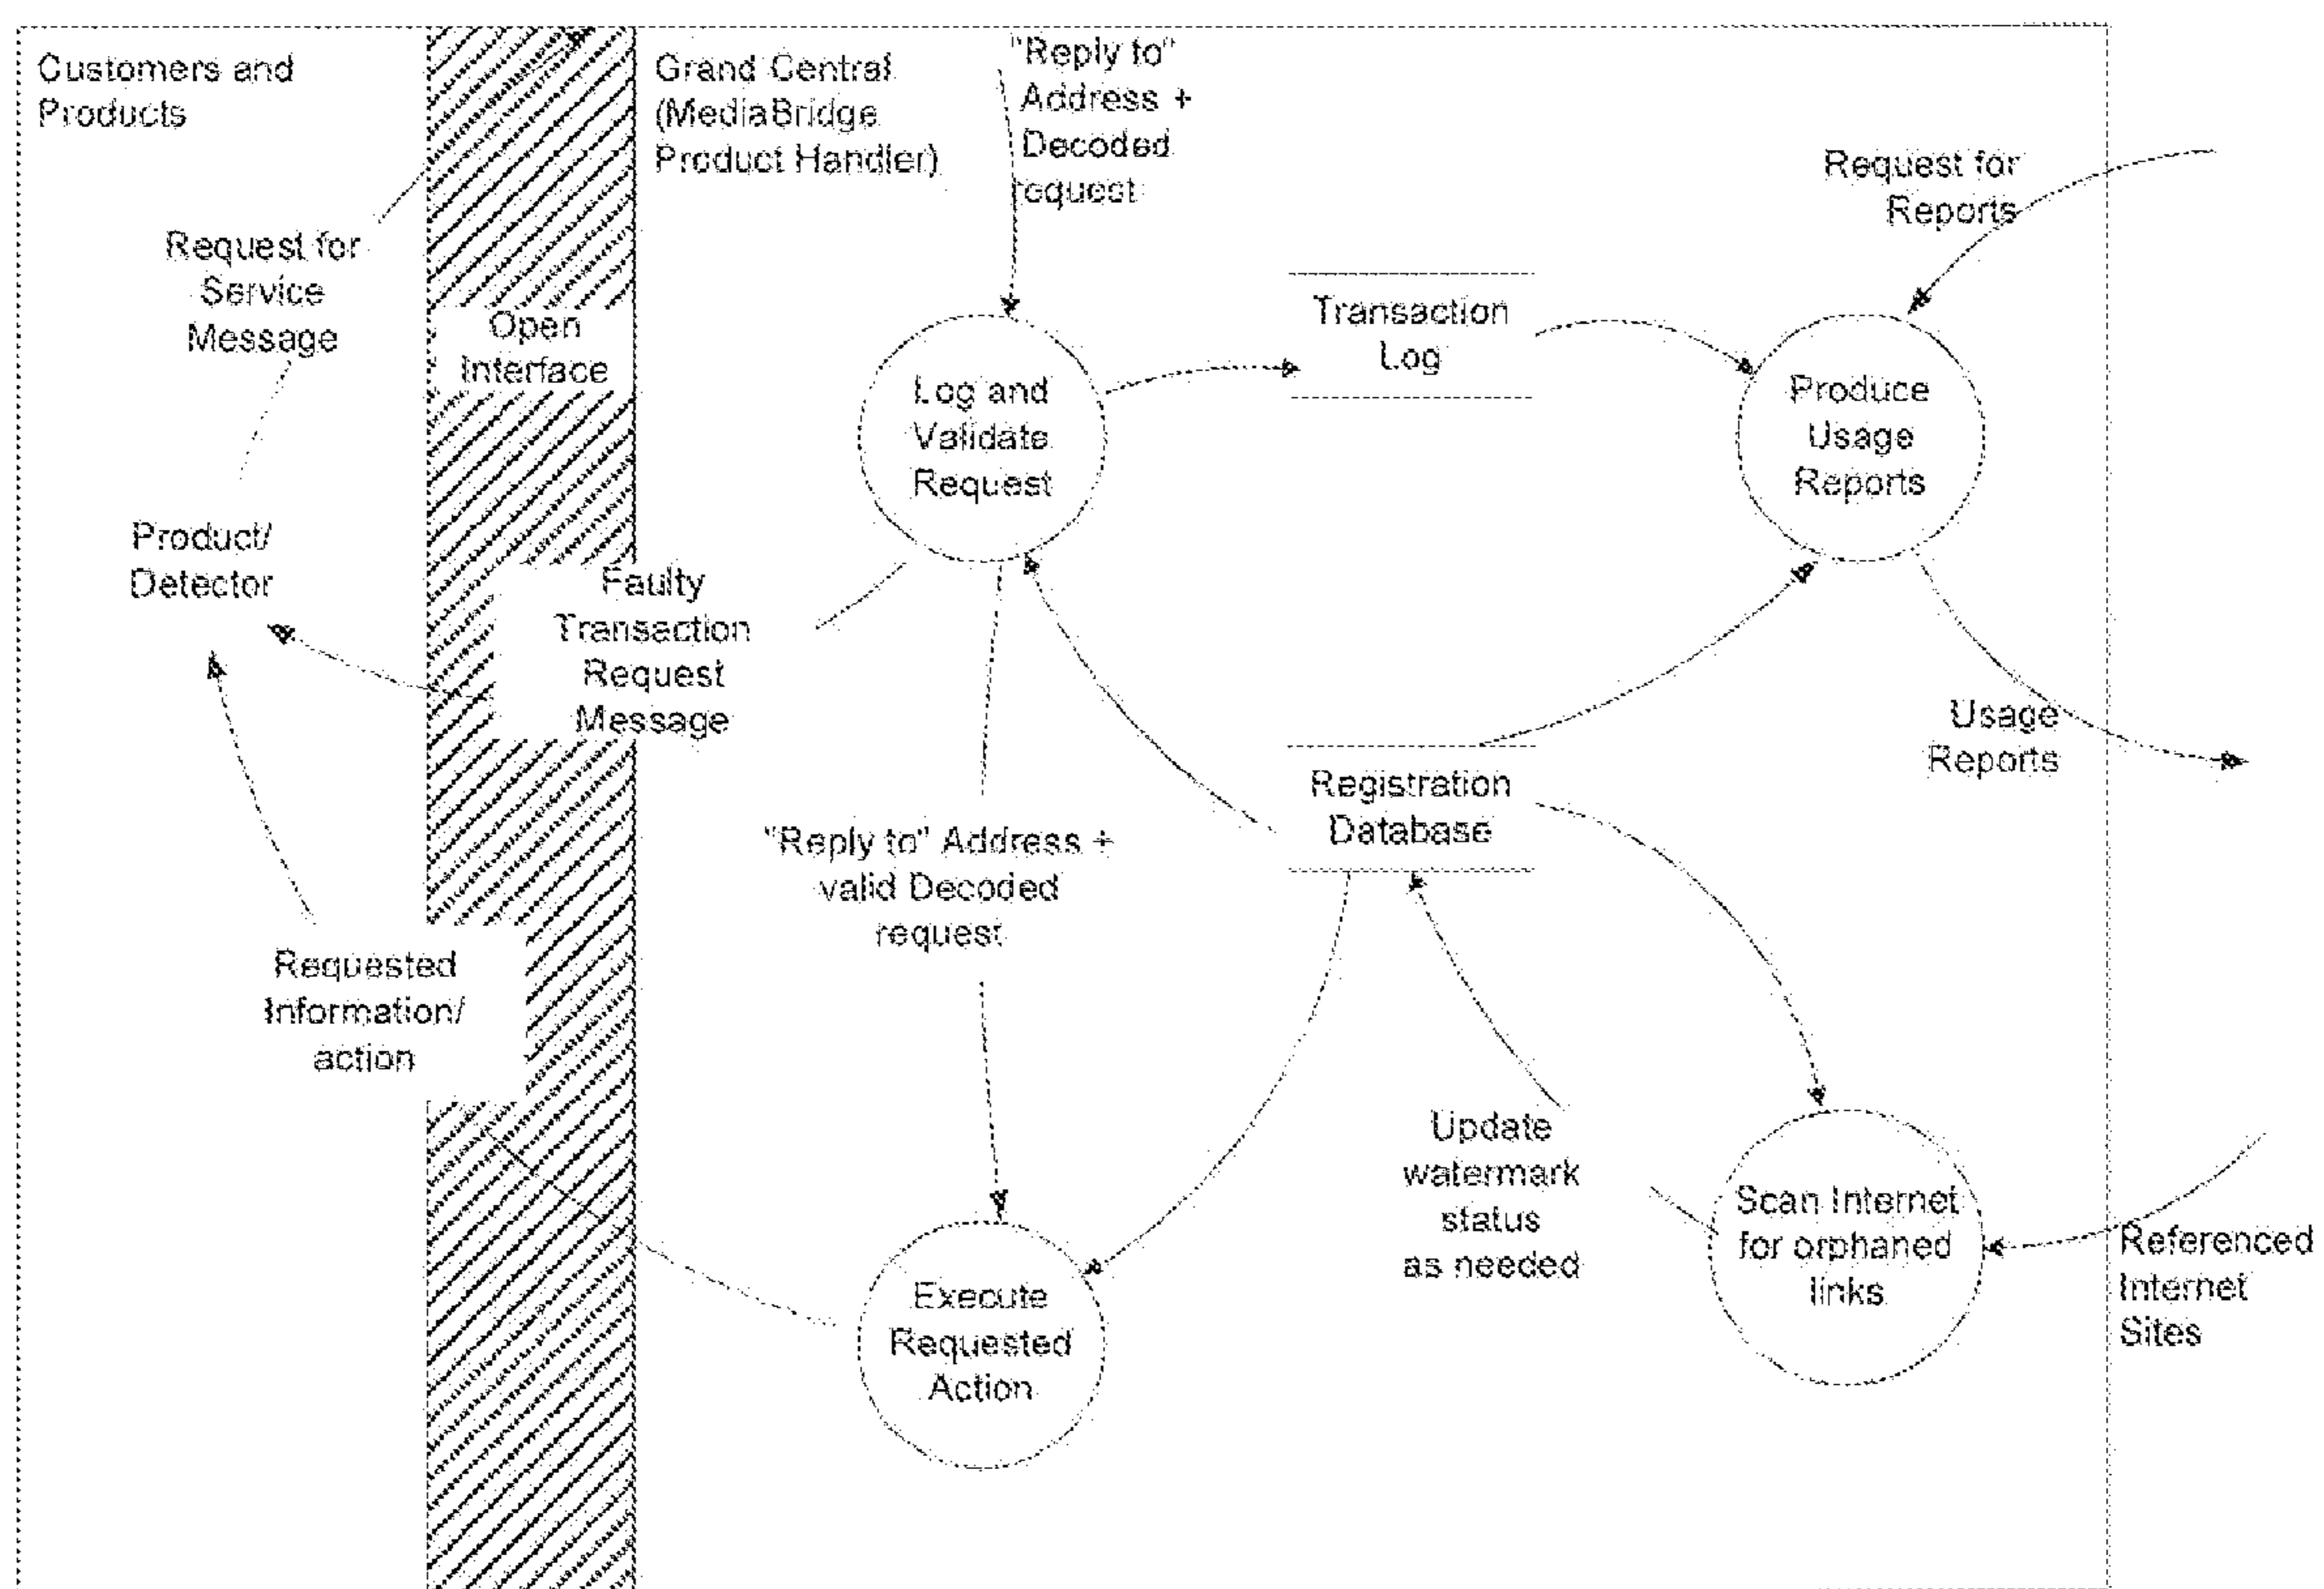 Customers and
Products
Grand Central
(MediaBridge
Product Handler)
"Reply to"
Address +
Decoded
request
Request for
Reports
Request for
Service
Message
Open
Interface
Transaction
Log
Log and
Validate
Request
Produce
Usage
Reports
Product/
Detector
Faulty
Transaction
Request
Message
Usage
Reports
Registration
Database
"Reply to" Address +
valid Decoded
request
Requested
Information/
action
Update
watermark
status
as needed
Scan Internet
for orphaned
links
Referenced
Internet
Sites
Execute
Requested
Action